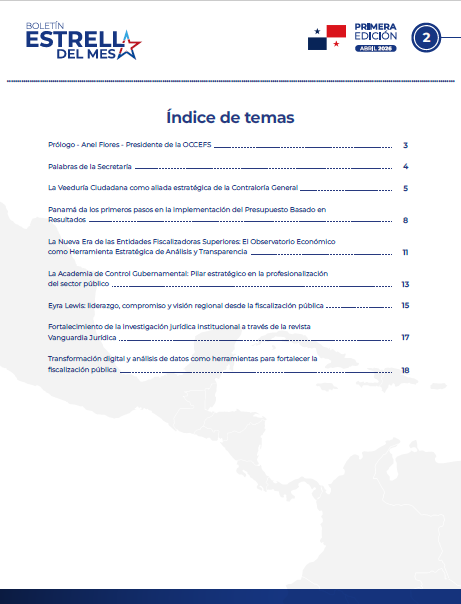 BOLETÍN
ESTRELLA
DEL MES
PRIMERA
EDICIÓN
ABRIL 2026
2
Índice de temas
Prólogo - Anel Flores - Presidente de la OCCEFS 3
Palabras de la Secretaría 4
La Veeduría Ciudadana como aliada estratégica de la Contraloría General 5
Panamá da los primeros pasos en la Implementación del Presupuesto Basado en
Resultados 8
La Nueva Era de las Entidades Fiscalizadoras Superiores: El Observatorio Económico
como Herramienta Estratégica de Análisis y Transparencia 11
La Academia de Control Gubernamental: Pilar estratégico en la profesionalización
del sector público 13
Eyra Lewis: liderazgo, compromiso y visión regional desde la fiscalización pública 15
Fortalecimiento de la investigación jurídica institucional a través de la revista
Vanguardia Jurídica 17
Transformación digital y análisis de datos como herramientas para fortalecer la
fiscalización pública 18